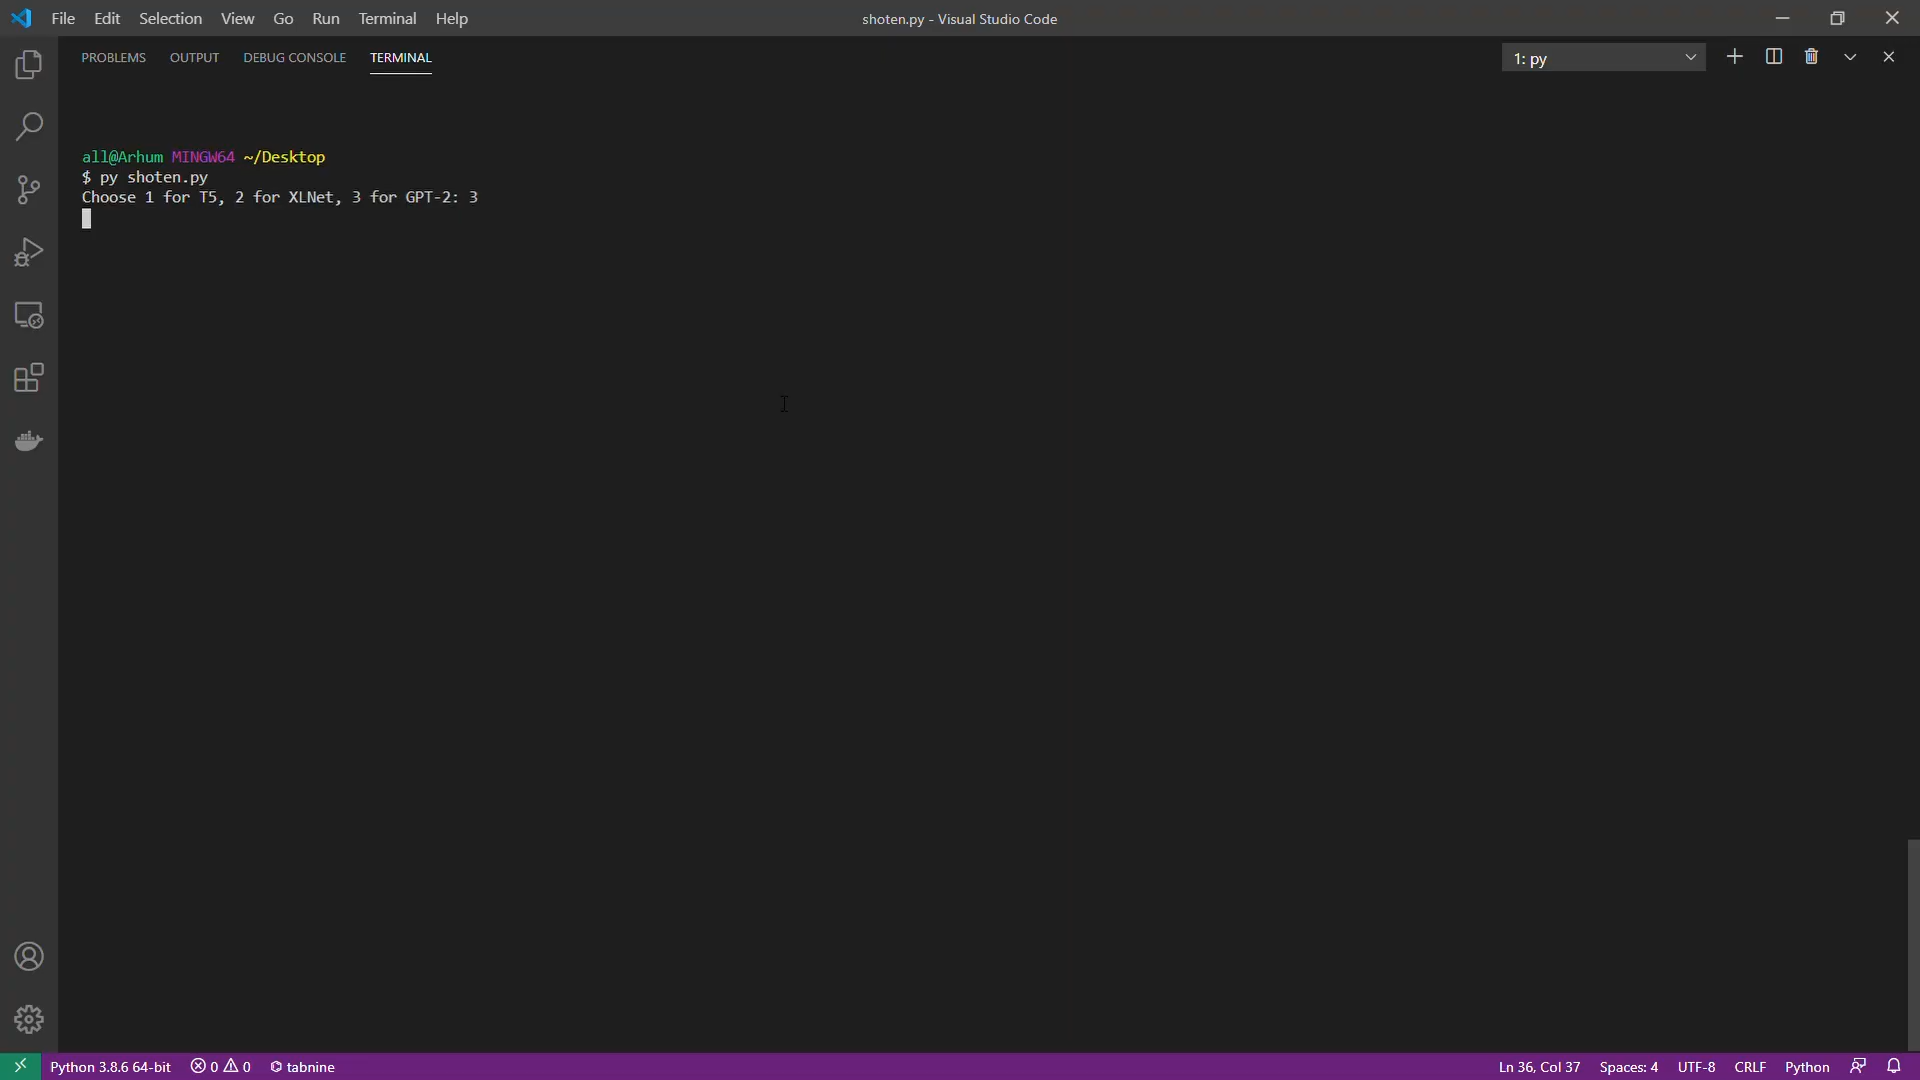 File Edit Selection View Go Run Terminal Help
shoten.py - Visual Studio Code
PROBLEMS OUTPUT DEBUG CONSOLE TERMINAL
1: py
all@Arhum MINGW64 ~/Desktop
$ py shoten.py
Choose 1 for T5, 2 for XLNet, 3 for GPT-2: 3
Python 3.8.6 64-bit 0 0 tabnine
Ln 36, Col 37 Spaces: 4 UTF-8 CRLF Python